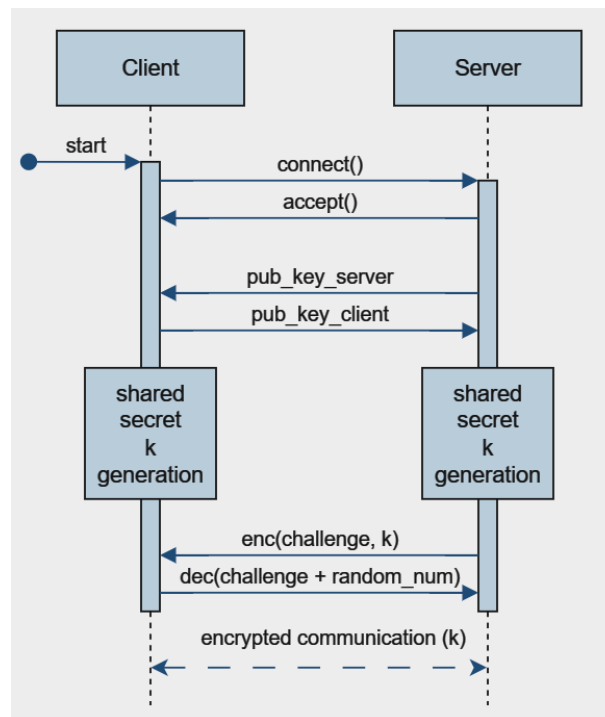 Client
Server
start
connect()
accept()
pub_key_server
pub_key_client
shared
secret
k
generation
shared
secret
k
generation
enc(challenge, k)
dec(challenge + random_num)
encrypted communication (k)